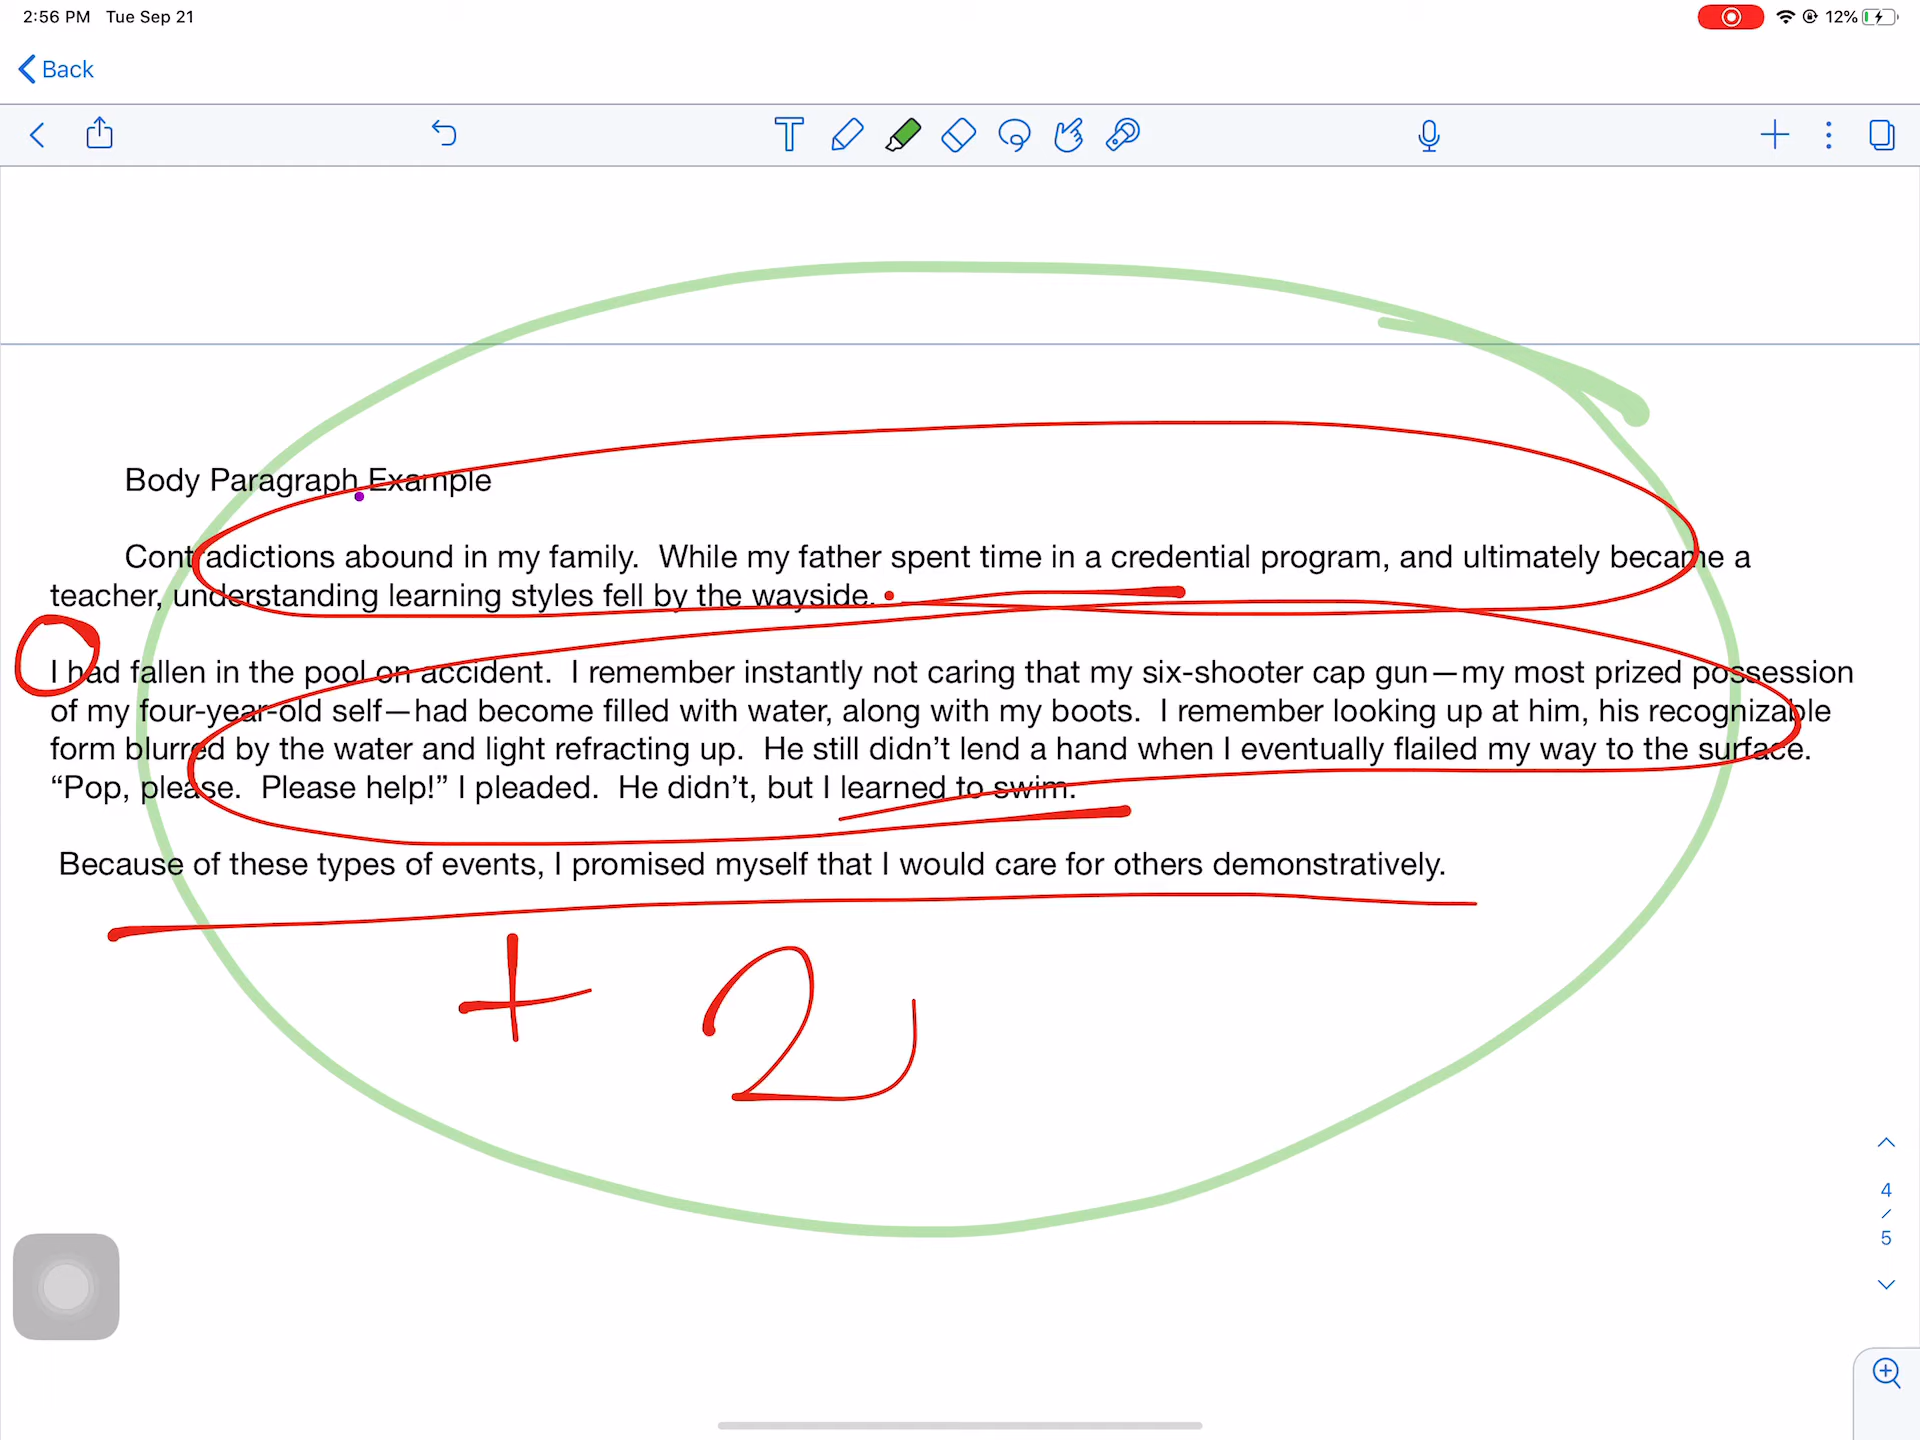 2:56 PM Tue Sep 21
12%
Back
Body Paragraph Example
Contradictions abound in my family. While my father spent time in a credential program, and ultimately became a
teacher, understanding learning styles fell by the wayside.
I had fallen in the pool on accident. I remember instantly not caring that my six-shooter cap gun—my most prized possession
of my four-year-old self—had become filled with water, along with my boots. I remember looking up at him, his recognizable
form blurred by the water and light refracting up. He still didn’t lend a hand when I eventually flailed my way to the surface.
“Pop, please. Please help!” I pleaded. He didn’t, but I learned to swim.
Because of these types of events, I promised myself that I would care for others demonstratively.
+ 2
4
/
5